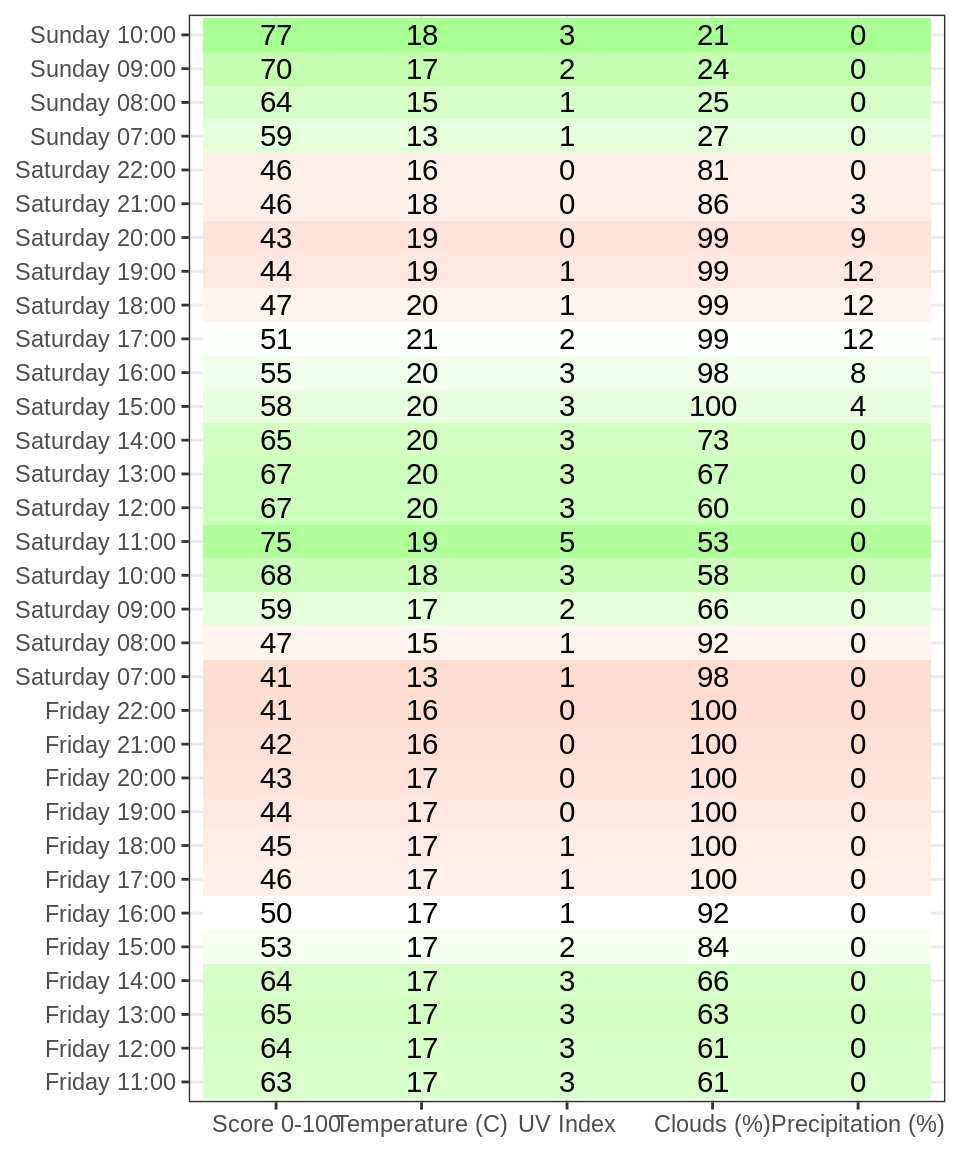 Sunday 10:00 77 18 3 21 0
Sunday 09:00 70 17 2 24 0
Sunday 08:00 64 15 1 25 0
Sunday 07:00 59 13 1 27 0
Saturday 22:00 46 16 0 81 0
Saturday 21:00 46 18 0 86 3
Saturday 20:00 43 19 0 99 9
Saturday 19:00 44 19 1 99 12
Saturday 18:00 47 20 1 99 12
Saturday 17:00 51 21 2 99 12
Saturday 16:00 55 20 3 98 8
Saturday 15:00 58 20 3 100 4
Saturday 14:00 65 20 3 73 0
Saturday 13:00 67 20 3 67 0
Saturday 12:00 67 20 3 60 0
Saturday 11:00 75 19 5 53 0
Saturday 10:00 68 18 3 58 0
Saturday 09:00 59 17 2 66 0
Saturday 08:00 47 15 1 92 0
Saturday 07:00 41 13 1 98 0
Friday 22:00 41 16 0 100 0
Friday 21:00 42 16 0 100 0
Friday 20:00 43 17 0 100 0
Friday 19:00 44 17 0 100 0
Friday 18:00 45 17 1 100 0
Friday 17:00 46 17 1 100 0
Friday 16:00 50 17 1 92 0
Friday 15:00 53 17 2 84 0
Friday 14:00 64 17 3 66 0
Friday 13:00 65 17 3 63 0
Friday 12:00 64 17 3 61 0
Friday 11:00 63 17 3 61 0
Score 0-100 Temperature (C) UV Index Clouds (%) Precipitation (%)